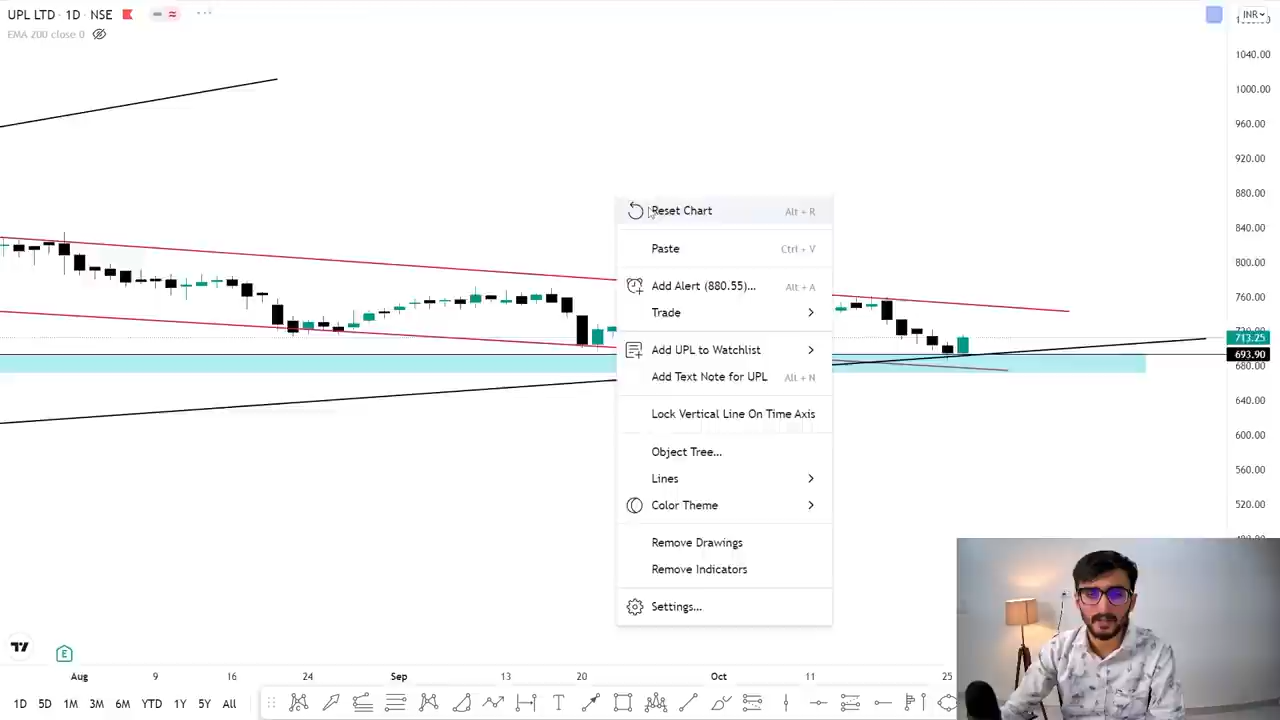 UPL LTD · 1D · NSE
INR
EMA 200 close 0
1040.00
1000.00
960.00
920.00
880.00
840.00
800.00
760.00
713.25
693.90
680.00
640.00
600.00
560.00
520.00
Reset Chart Alt + R
Paste Ctrl + V
Add Alert (880.55)... Alt + A
Trade
Add UPL to Watchlist
Add Text Note for UPL Alt + N
Lock Vertical Line On Time Axis
Object Tree...
Lines
Color Theme
Remove Drawings
Remove Indicators
Settings...
E
Aug 9 16 24 Sep 13 20 Oct 11 25
1D 5D 1M 3M 6M YTD 1Y 5Y All